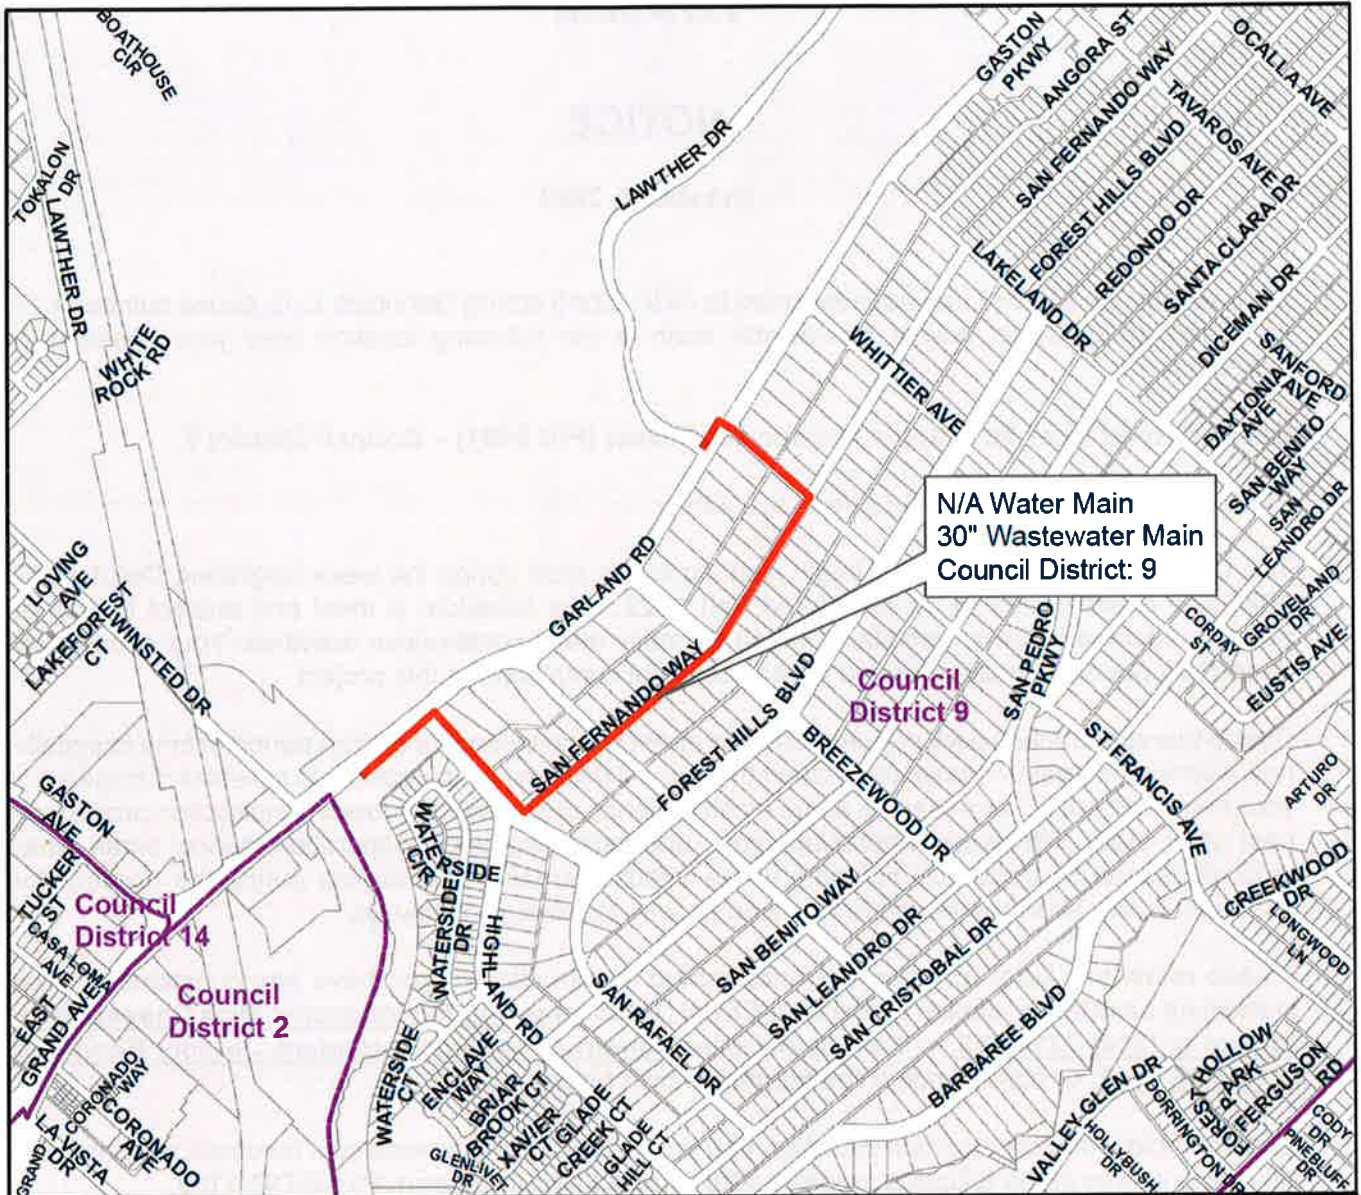 BOATHOUSE
CIR
GASTON
PKWY
ANGORA ST
SAN FERNANDO WAY
OCALLA AVE
TAVAROS AVE
FOREST HILLS BLVD
REDONDO DR
SANTA CLARA DR
LAWTHER DR
TOKALON
DR
LAWTHER DR
NOTICE
LAKELAND DR
DICEMAN DR
SANFORD
AVE
DAYTONIA
AVE
SAN BENITO
WAY
SAN
LEANDRO DR
WHITE
ROCK RD
WHITTIER AVE
N/A Water Main
30" Wastewater Main
Council District: 9
GARLAND RD
LOVING
AVE
LAKEFOREST
CT
WINSTED DR
SAN FERNANDO WAY
FOREST HILLS BLVD
Council
District 9
SAN PEDRO
PKWY
CORDAY
ST
GROVELAND
DR
EUSTIS AVE
BREEZEWOOD DR
ST FRANCIS AVE
ARTURO
DR
GASTON
AVE
TUCKER
ST
Council
District 14
CASA LOMA
AVE
EAST
GRAND AVE
Council
District 2
WATERSIDE
CIR
WATERSIDE
DR
HIGHLAND RD
SAN BENITO WAY
SAN LEANDRO DR
SAN CRISTOBAL DR
CREEKWOOD
DR
LONGWOOD
LN
SAN RAFAEL DR
BARBAREE BLVD
CORONADO
WAY
CORONADO
AVE
LA VISTA
DR
GRAND
WATERSIDE
CT
ENCLAVE
WAY
BRIAR
BROOK CT
XAVIER
CT
GLADE
CREEK CT
GLADE
HILL CT
GLENLIVET
DR
VALLEY GLEN DR
HOLLYBUSH
DR
DORRINGTON DR
FOREST HOLLOW
PARK
FERGUSON
RD
CODY
DR
PINEBLUFF
DR